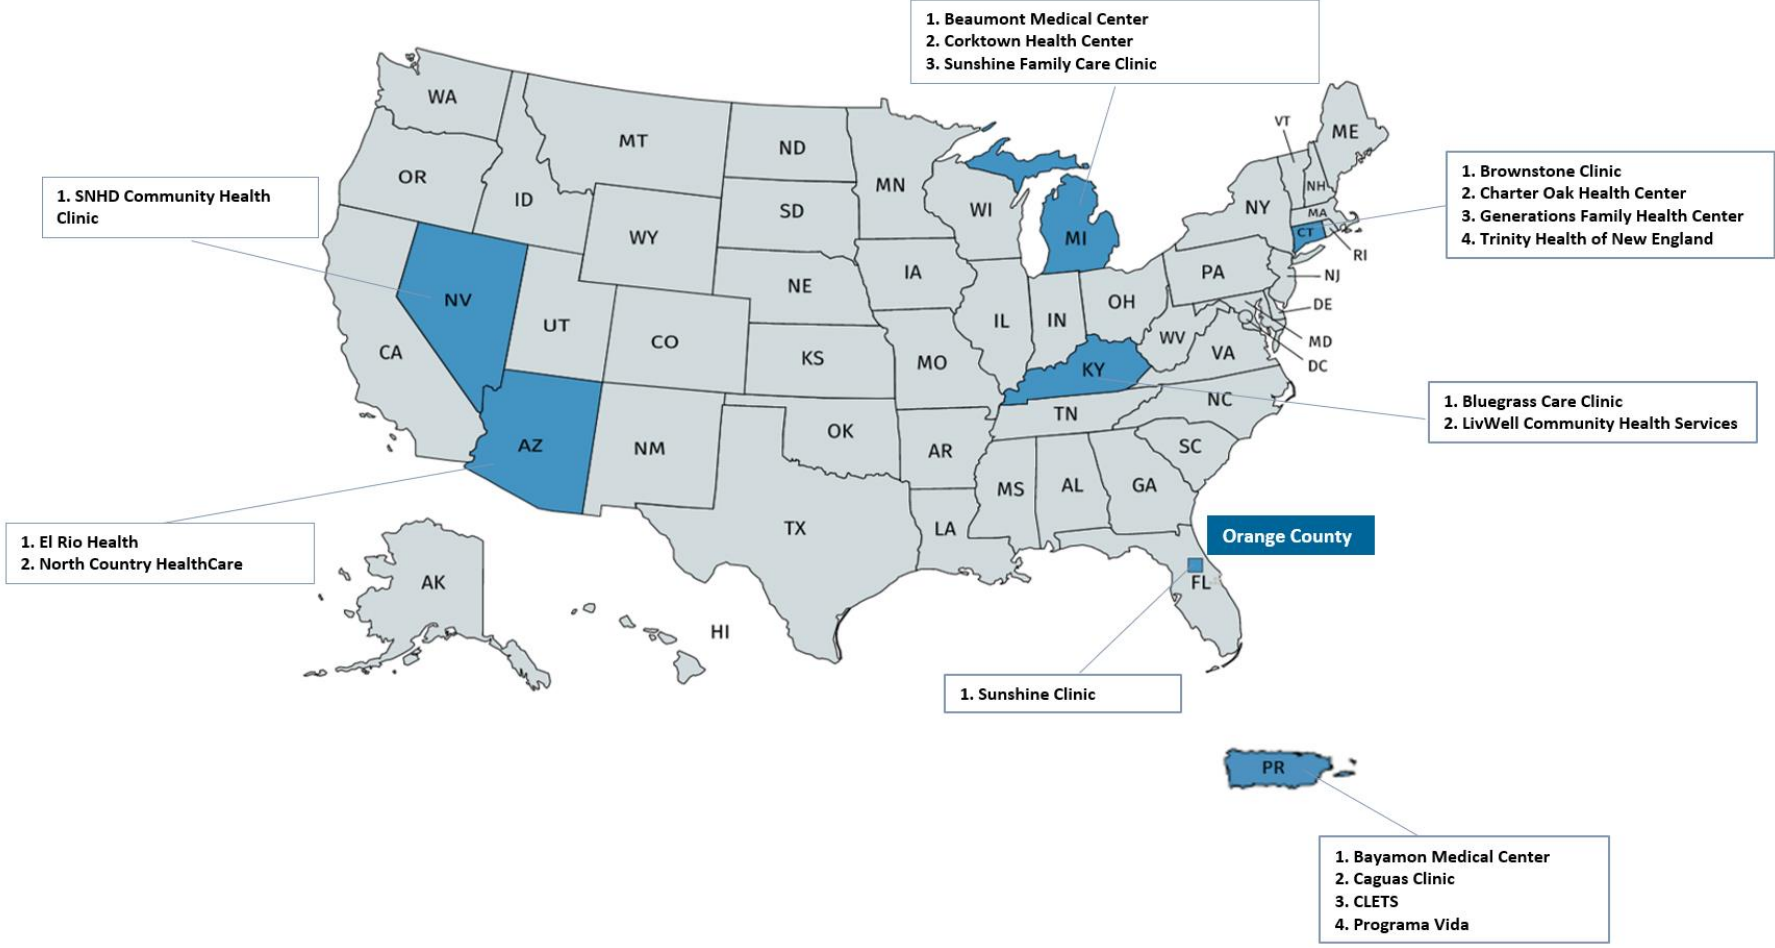 1. Beaumont Medical Center
2. Corktown Health Center
3. Sunshine Family Care Clinic
WA
MT
ND
MN
VT
ME
OR
ID
SD
WI
NH
NY
MA
1. Brownstone Clinic
2. Charter Oak Health Center
3. Generations Family Health Center
4. Trinity Health of New England
1. SNHD Community Health
Clinic
WY
MI
CT
RI
NV
NE
IA
PA
NJ
UT
CO
IL
IN
OH
DE
CA
KS
MO
WV
VA
MD
DC
KY
1. Bluegrass Care Clinic
2. LivWell Community Health Services
TN
NC
AZ
NM
OK
AR
SC
MS
AL
GA
TX
LA
Orange County
1. El Rio Health
2. North Country HealthCare
AK
FL
HI
1. Sunshine Clinic
PR
1. Bayamon Medical Center
2. Caguas Clinic
3. CLETS
4. Programa Vida